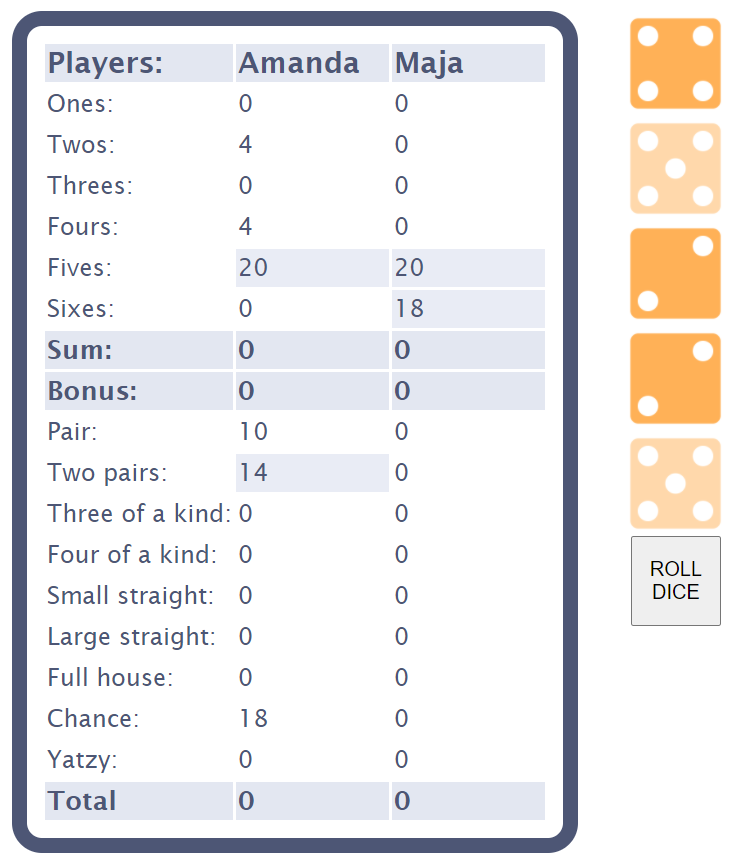 Players: Amanda Maja
Ones: 0 0
Twos: 4 0
Threes: 0 0
Fours: 4 0
Fives: 20 20
Sixes: 0 18
Sum: 0 0
Bonus: 0 0
Pair: 10 0
Two pairs: 14 0
Three of a kind: 0 0
Four of a kind: 0 0
Small straight: 0 0
Large straight: 0 0
Full house: 0 0
Chance: 18 0
Yatzy: 0 0
Total 0 0
ROLL
DICE